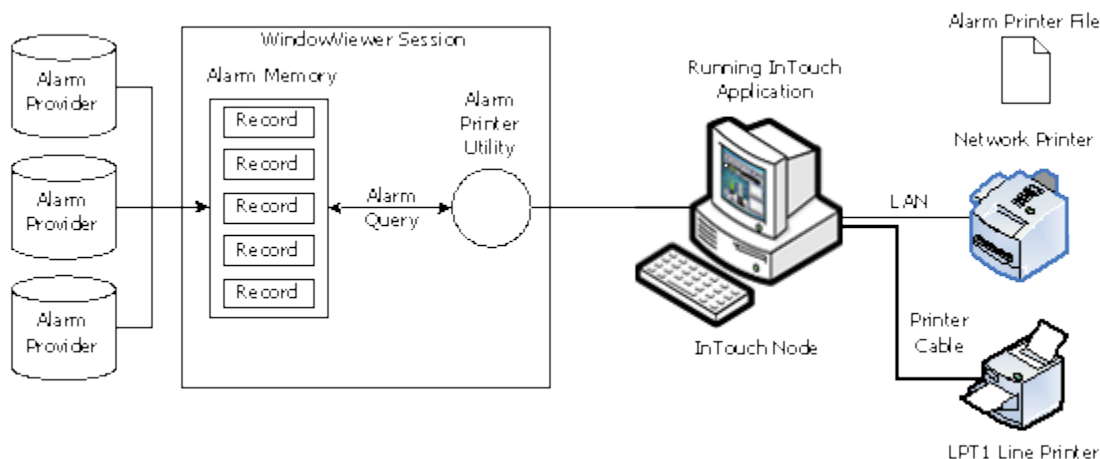 WindowViewer Session
Alarm
Provider
Alarm
Provider
Alarm
Provider
Alarm Memory
Record
Record
Record
Record
Record
Alarm
Query
Alarm
Printer
Utility
Running InTouch
Application
InTouch Node
Alarm Printer File
Network Printer
LAN
Printer
Cable
LPT1 Line Printer